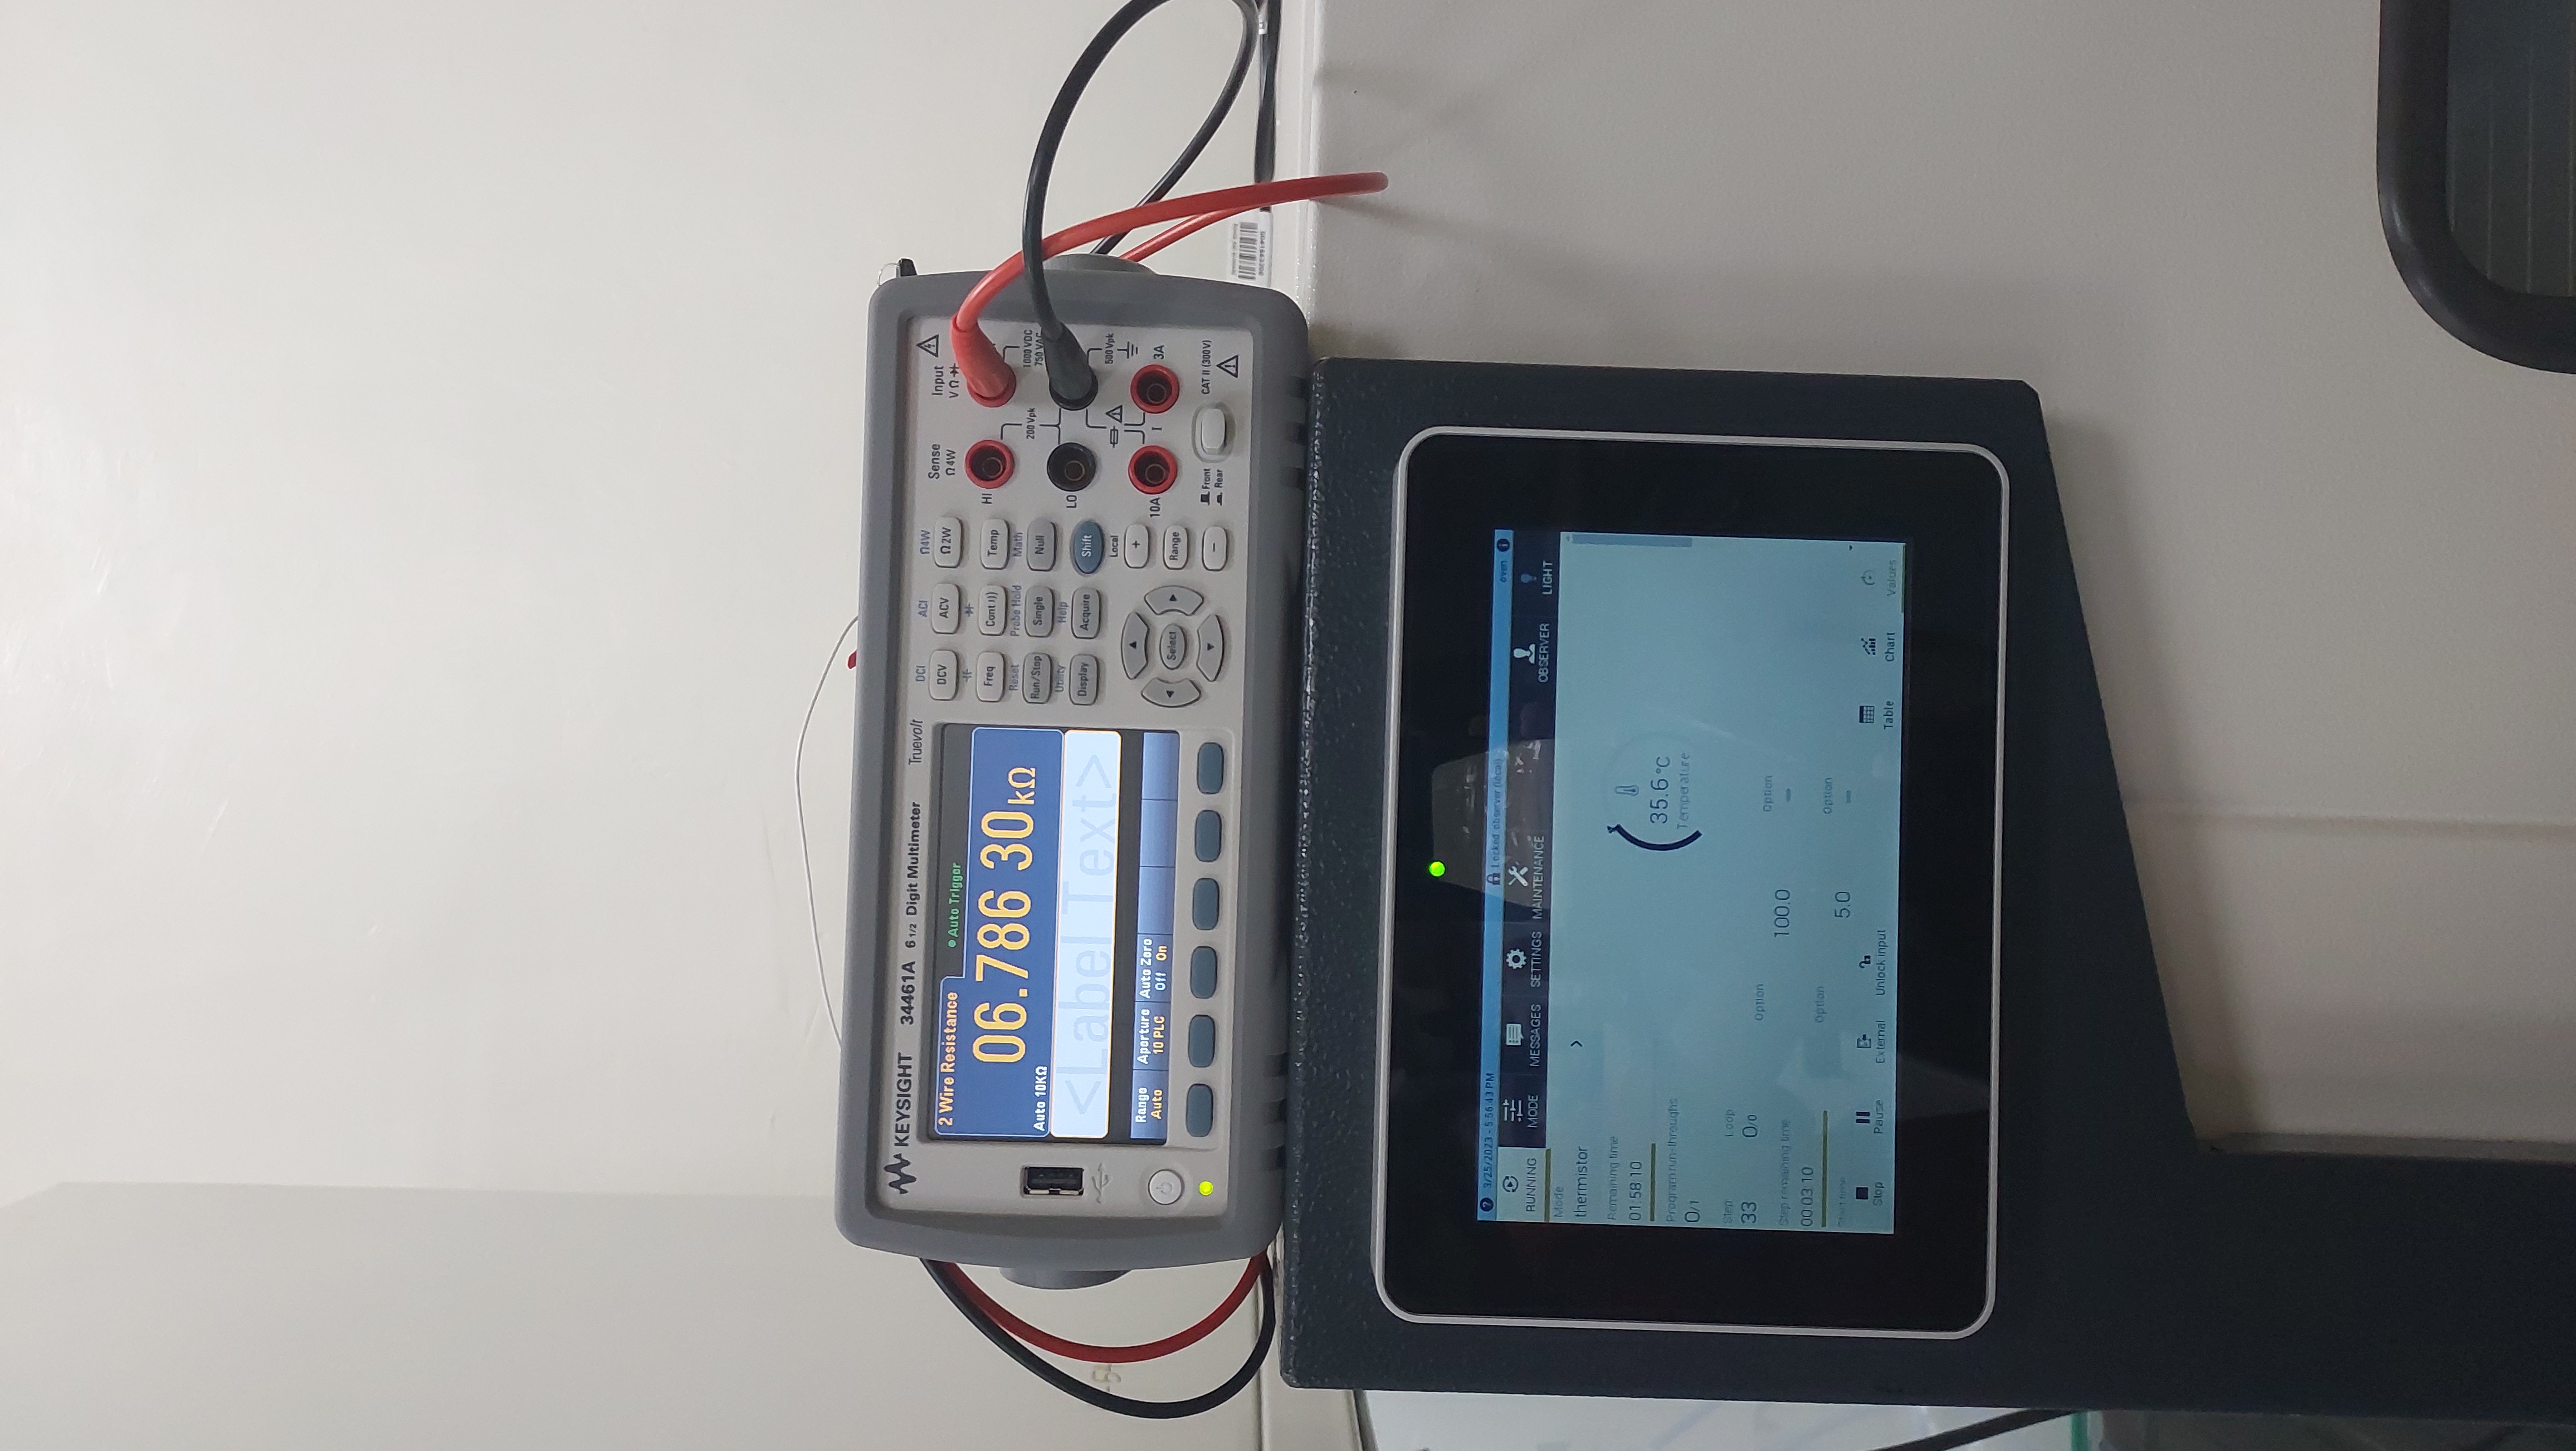 KEYSIGHT 34461A 6 1/2 Digit Multimeter Truevolt
2 Wire Resistance Auto Trigger
06.786 30 kΩ
Auto 10KΩ
<Label Text>
Range Aperture Auto Zero
Auto 10 PLC Off On
DCI ACI Ω4W
DCV ACV Ω2W
Freq Cont Temp
Reset Probe Hold Math
Run/Stop Single Null
Utility Help
Display Acquire Shift
Local
+
Select Range
−
Sense Input
Ω4W VΩ
HI
200 Vpk 1000 VDC
750 VAC
LO
500 Vpk
10A I 3A
Front CAT II (300V)
Rear
? 3/25/2023 - 5:56:43 PM Locked observer (local) oven i
RUNNING MODE MESSAGES SETTINGS MAINTENANCE OBSERVER LIGHT
Mode
thermistor >
Remaining time
01:58:10
35.6 °C
Temperature
Program run-throughs
0/1
Step Loop
33 0/0
Option 100.0 Option
Step remaining time
00:03:10
Option 5.0 Option
Start time
Stop Pause External Unlock input Table Chart Values